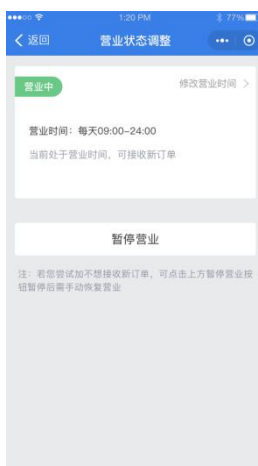 1:20 PM 77%
返回 营业状态调整
营业中 修改营业时间
营业时间：每天09:00-24:00
当前处于营业时间，可接收新订单
暂停营业
注：若您尝试加不想接收新订单，可点击上方暂停营业按
钮暂停后需手动恢复营业